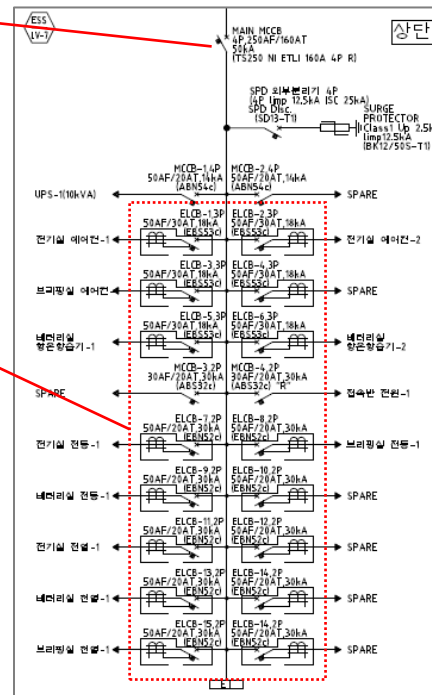 ESS
LV-7
상단
MAIN MCCB
4P,250AF/160AT
50kA
(TS250 NI ETLI 160A 4P R)
SPD 외부분리기 4P
(4P Iimp 12.5kA ISC 25kA)
SPD Disc.
(SD13-T1)
SURGE
PROTECTOR
Class1 Up 2.5k
Iimp12.5kA
(BK12/50S-T1)
MCCB-1,4P
50AF/20AT,14kA
(ABN54c)
MCCB-2,4P
50AF/20AT,14kA
(ABN54c)
UPS-1(10kVA)
SPARE
ELCB-1,3P
50AF/30AT,18kA
(EBS53c)
ELCB-2,3P
50AF/30AT,18kA
(EBS53c)
전기실 에어컨-1
전기실 에어컨-2
ELCB-3,3P
50AF/30AT,18kA
(EBS53c)
ELCB-4,3P
50AF/30AT,18kA
(EBS53c)
브리핑실 에어컨
SPARE
ELCB-5,3P
50AF/30AT,18kA
(EBS53c)
ELCB-6,3P
50AF/30AT,18kA
(EBS53c)
배터리실
항온항습기-1
배터리실
항온항습기-2
MCCB-3,2P
30AF/20AT,30kA
(ABS32c)
MCCB-4,2P
30AF/20AT,30kA
(ABS32c) "R"
SPARE
접속반 전원-1
ELCB-7,2P
50AF/20AT,30kA
(EBN52c)
ELCB-8,2P
50AF/20AT,30kA
(EBN52c)
전기실 전등-1
브리핑실 전등-1
ELCB-9,2P
50AF/20AT,30kA
(EBN52c)
ELCB-10,2P
50AF/20AT,30kA
(EBN52c)
배터리실 전등-1
SPARE
ELCB-11,2P
50AF/20AT,30kA
(EBN52c)
ELCB-12,2P
50AF/20AT,30kA
(EBN52c)
전기실 전열-1
SPARE
ELCB-13,2P
50AF/20AT,30kA
(EBN52c)
ELCB-14,2P
50AF/20AT,30kA
(EBN52c)
배터리실 전열-1
SPARE
ELCB-15,2P
50AF/20AT,30kA
(EBN52c)
ELCB-14,2P
50AF/20AT,30kA
(EBN52c)
브리핑실 전열-1
SPARE